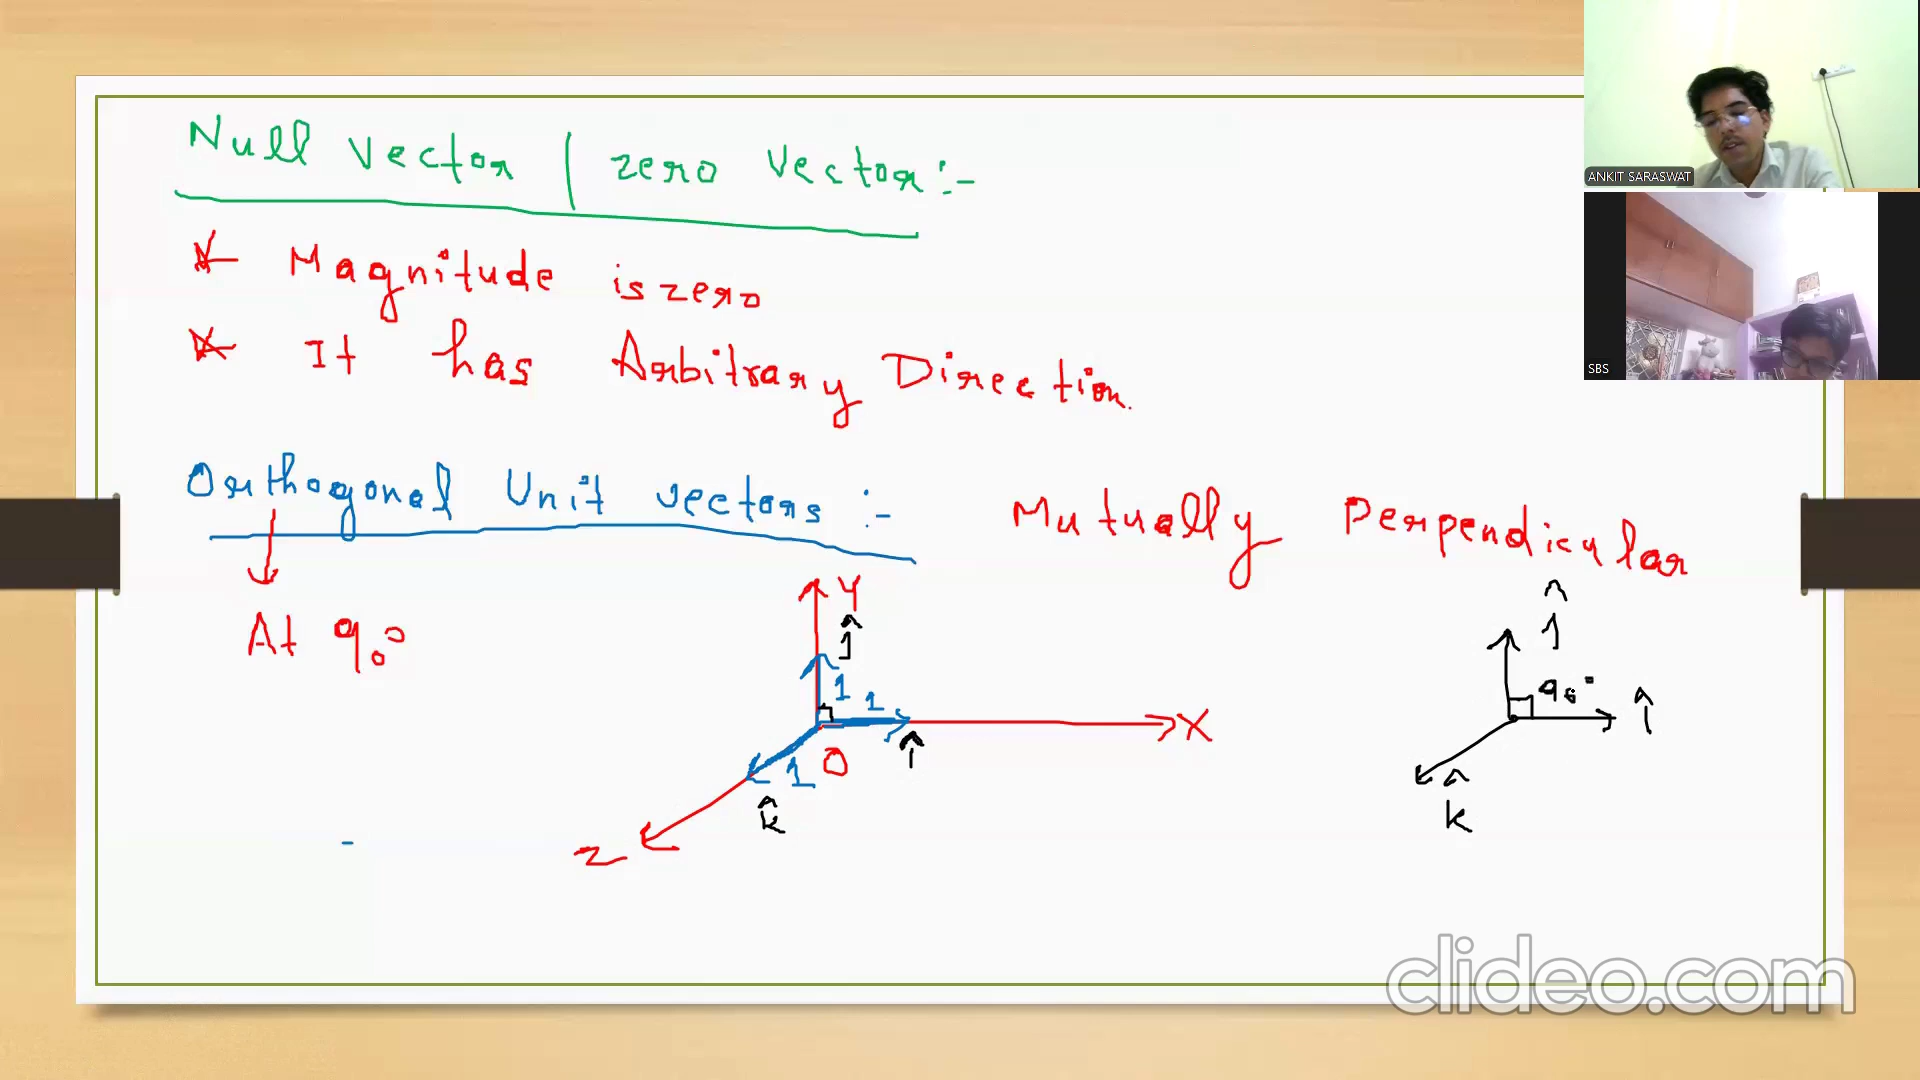 Null Vector | zero Vector :-
Magnitude is zero
It has Arbitrary Direction.
Orthogonal Unit vectors :-
Mutually Perpendicular
At 90°
Y
ĵ
1
1
X
î
O
1
k̂
Z
ĵ
90°
î
k̂
ANKIT SARASWAT
SBS
clideo.com